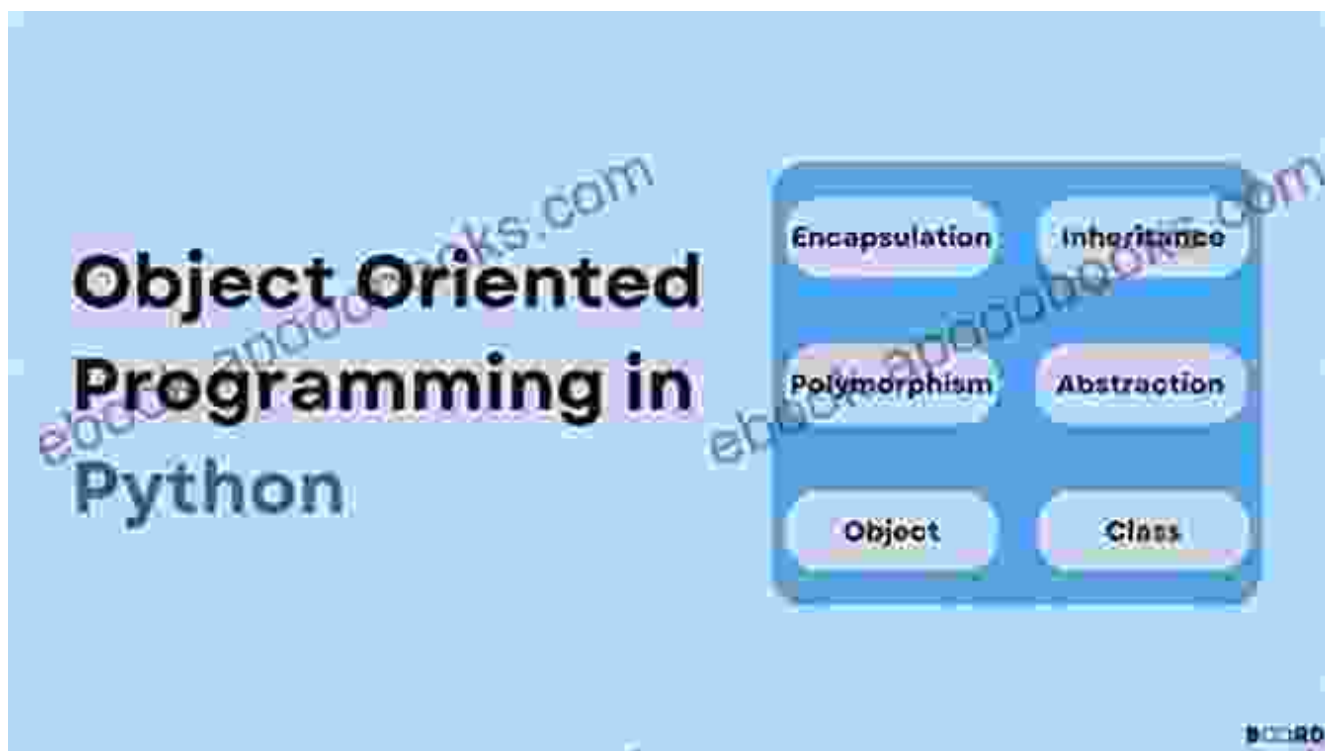 Object Oriented
Programming in
Python
Encapsulation
Inheritance
Polymorphism
Abstraction
Object
Class